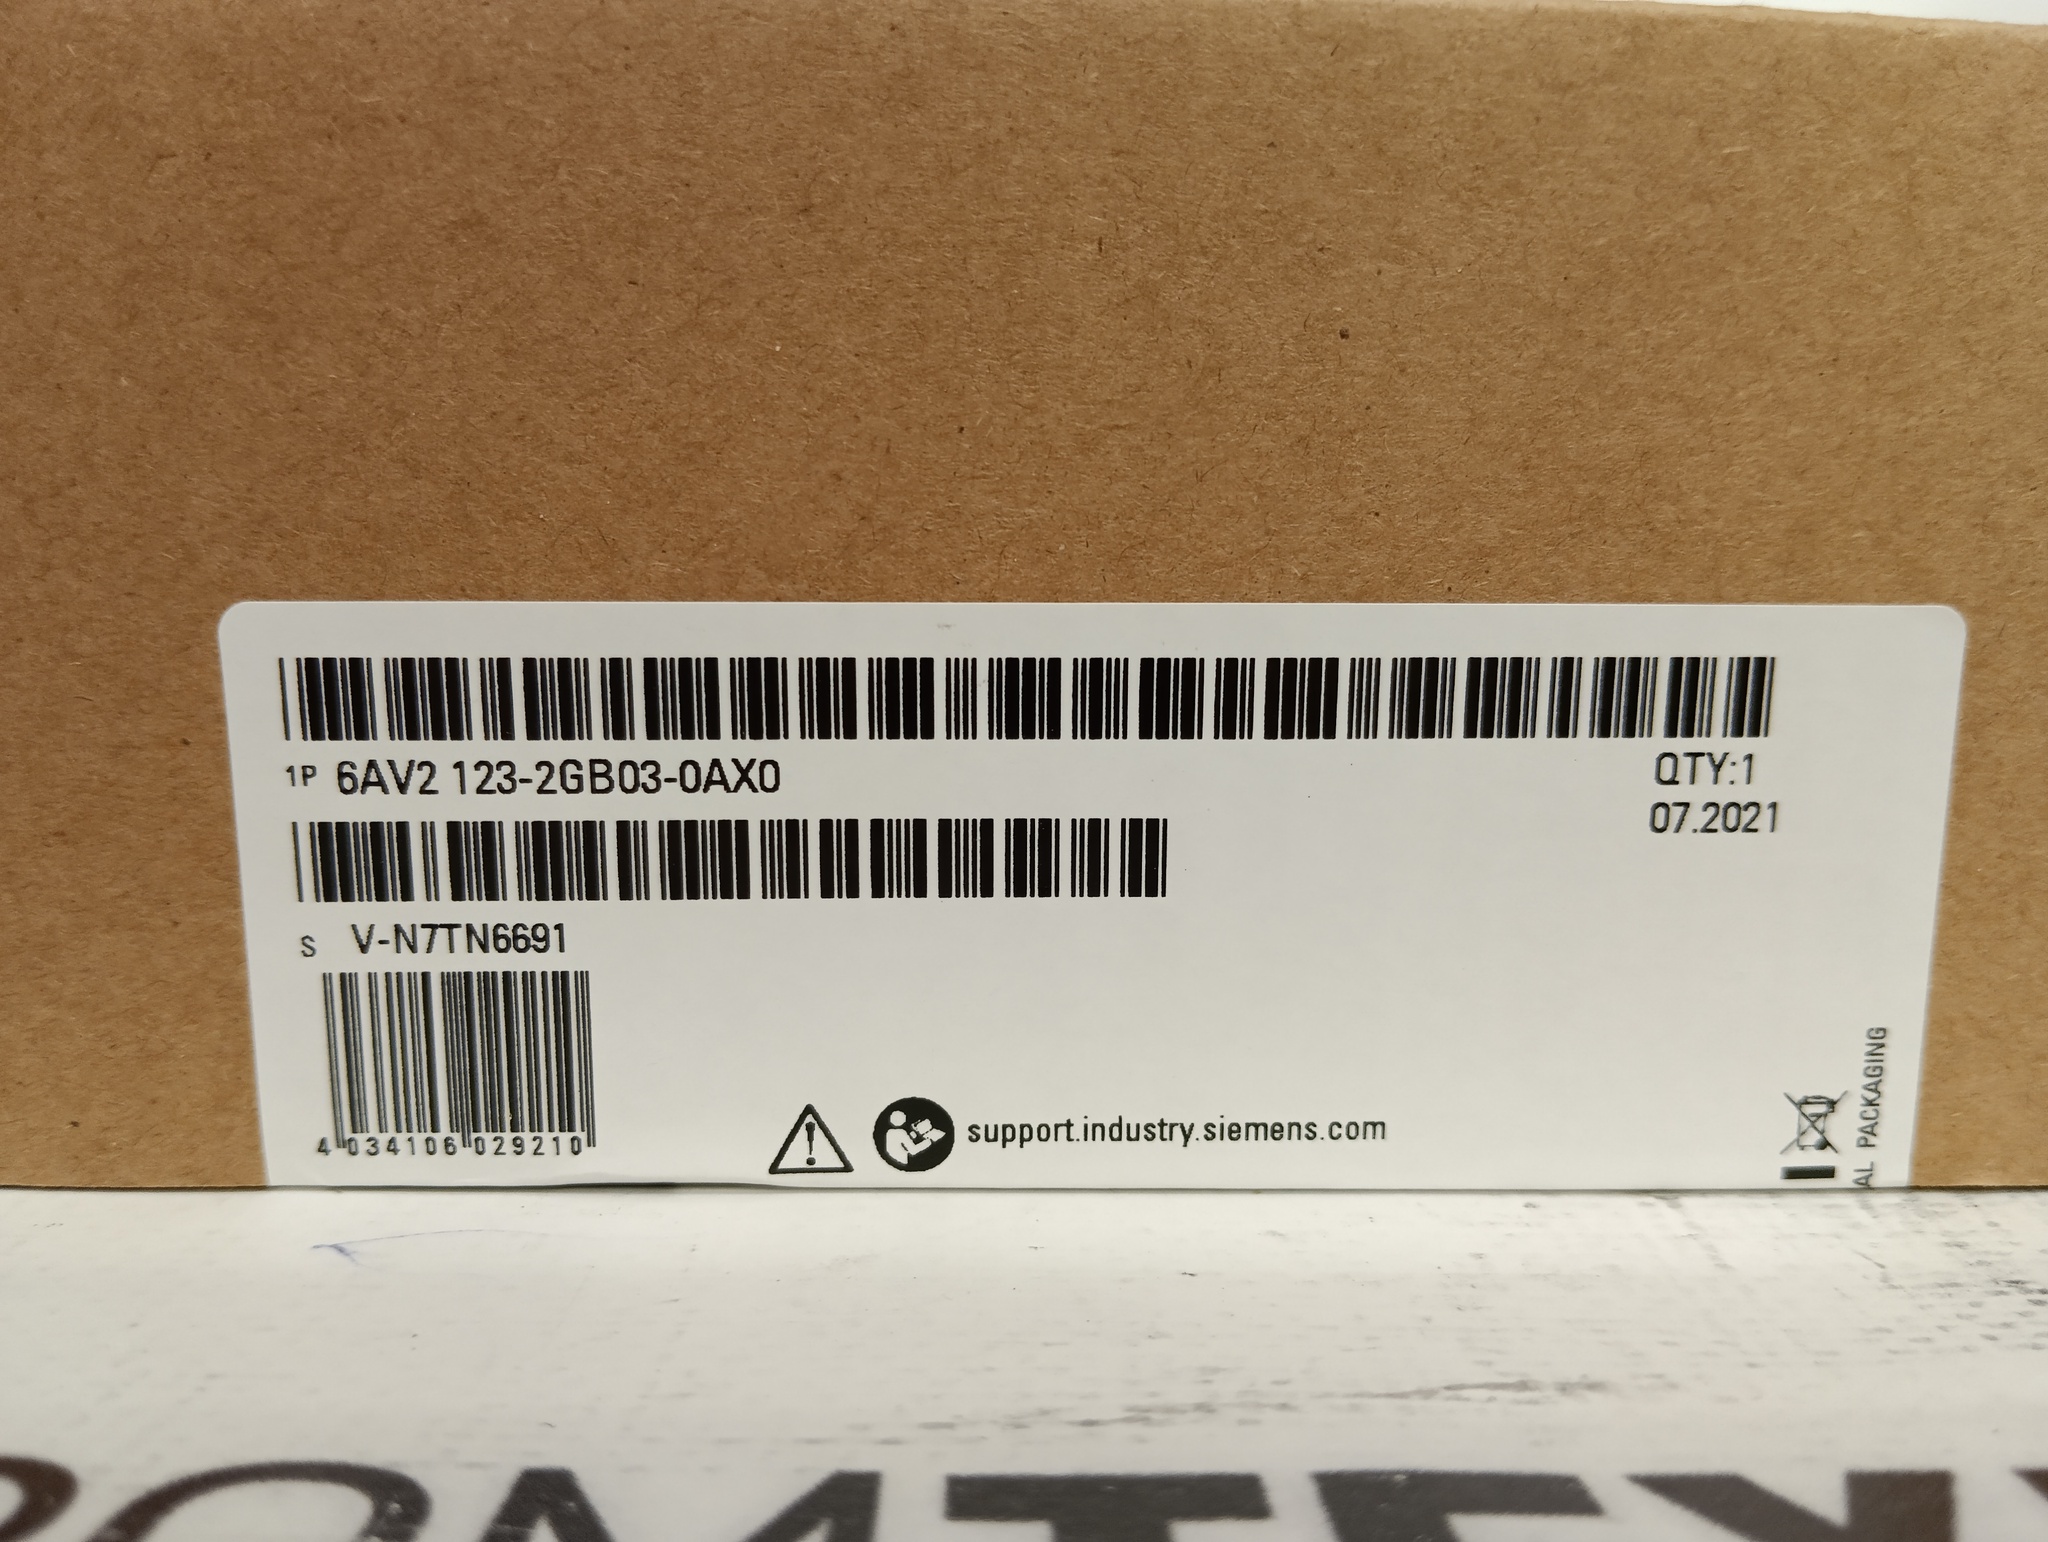 1P 6AV2 123-2GB03-0AX0
QTY:1
07.2021
S V-N7TN6691
4 034106 029210
support.industry.siemens.com
AL PACKAGING